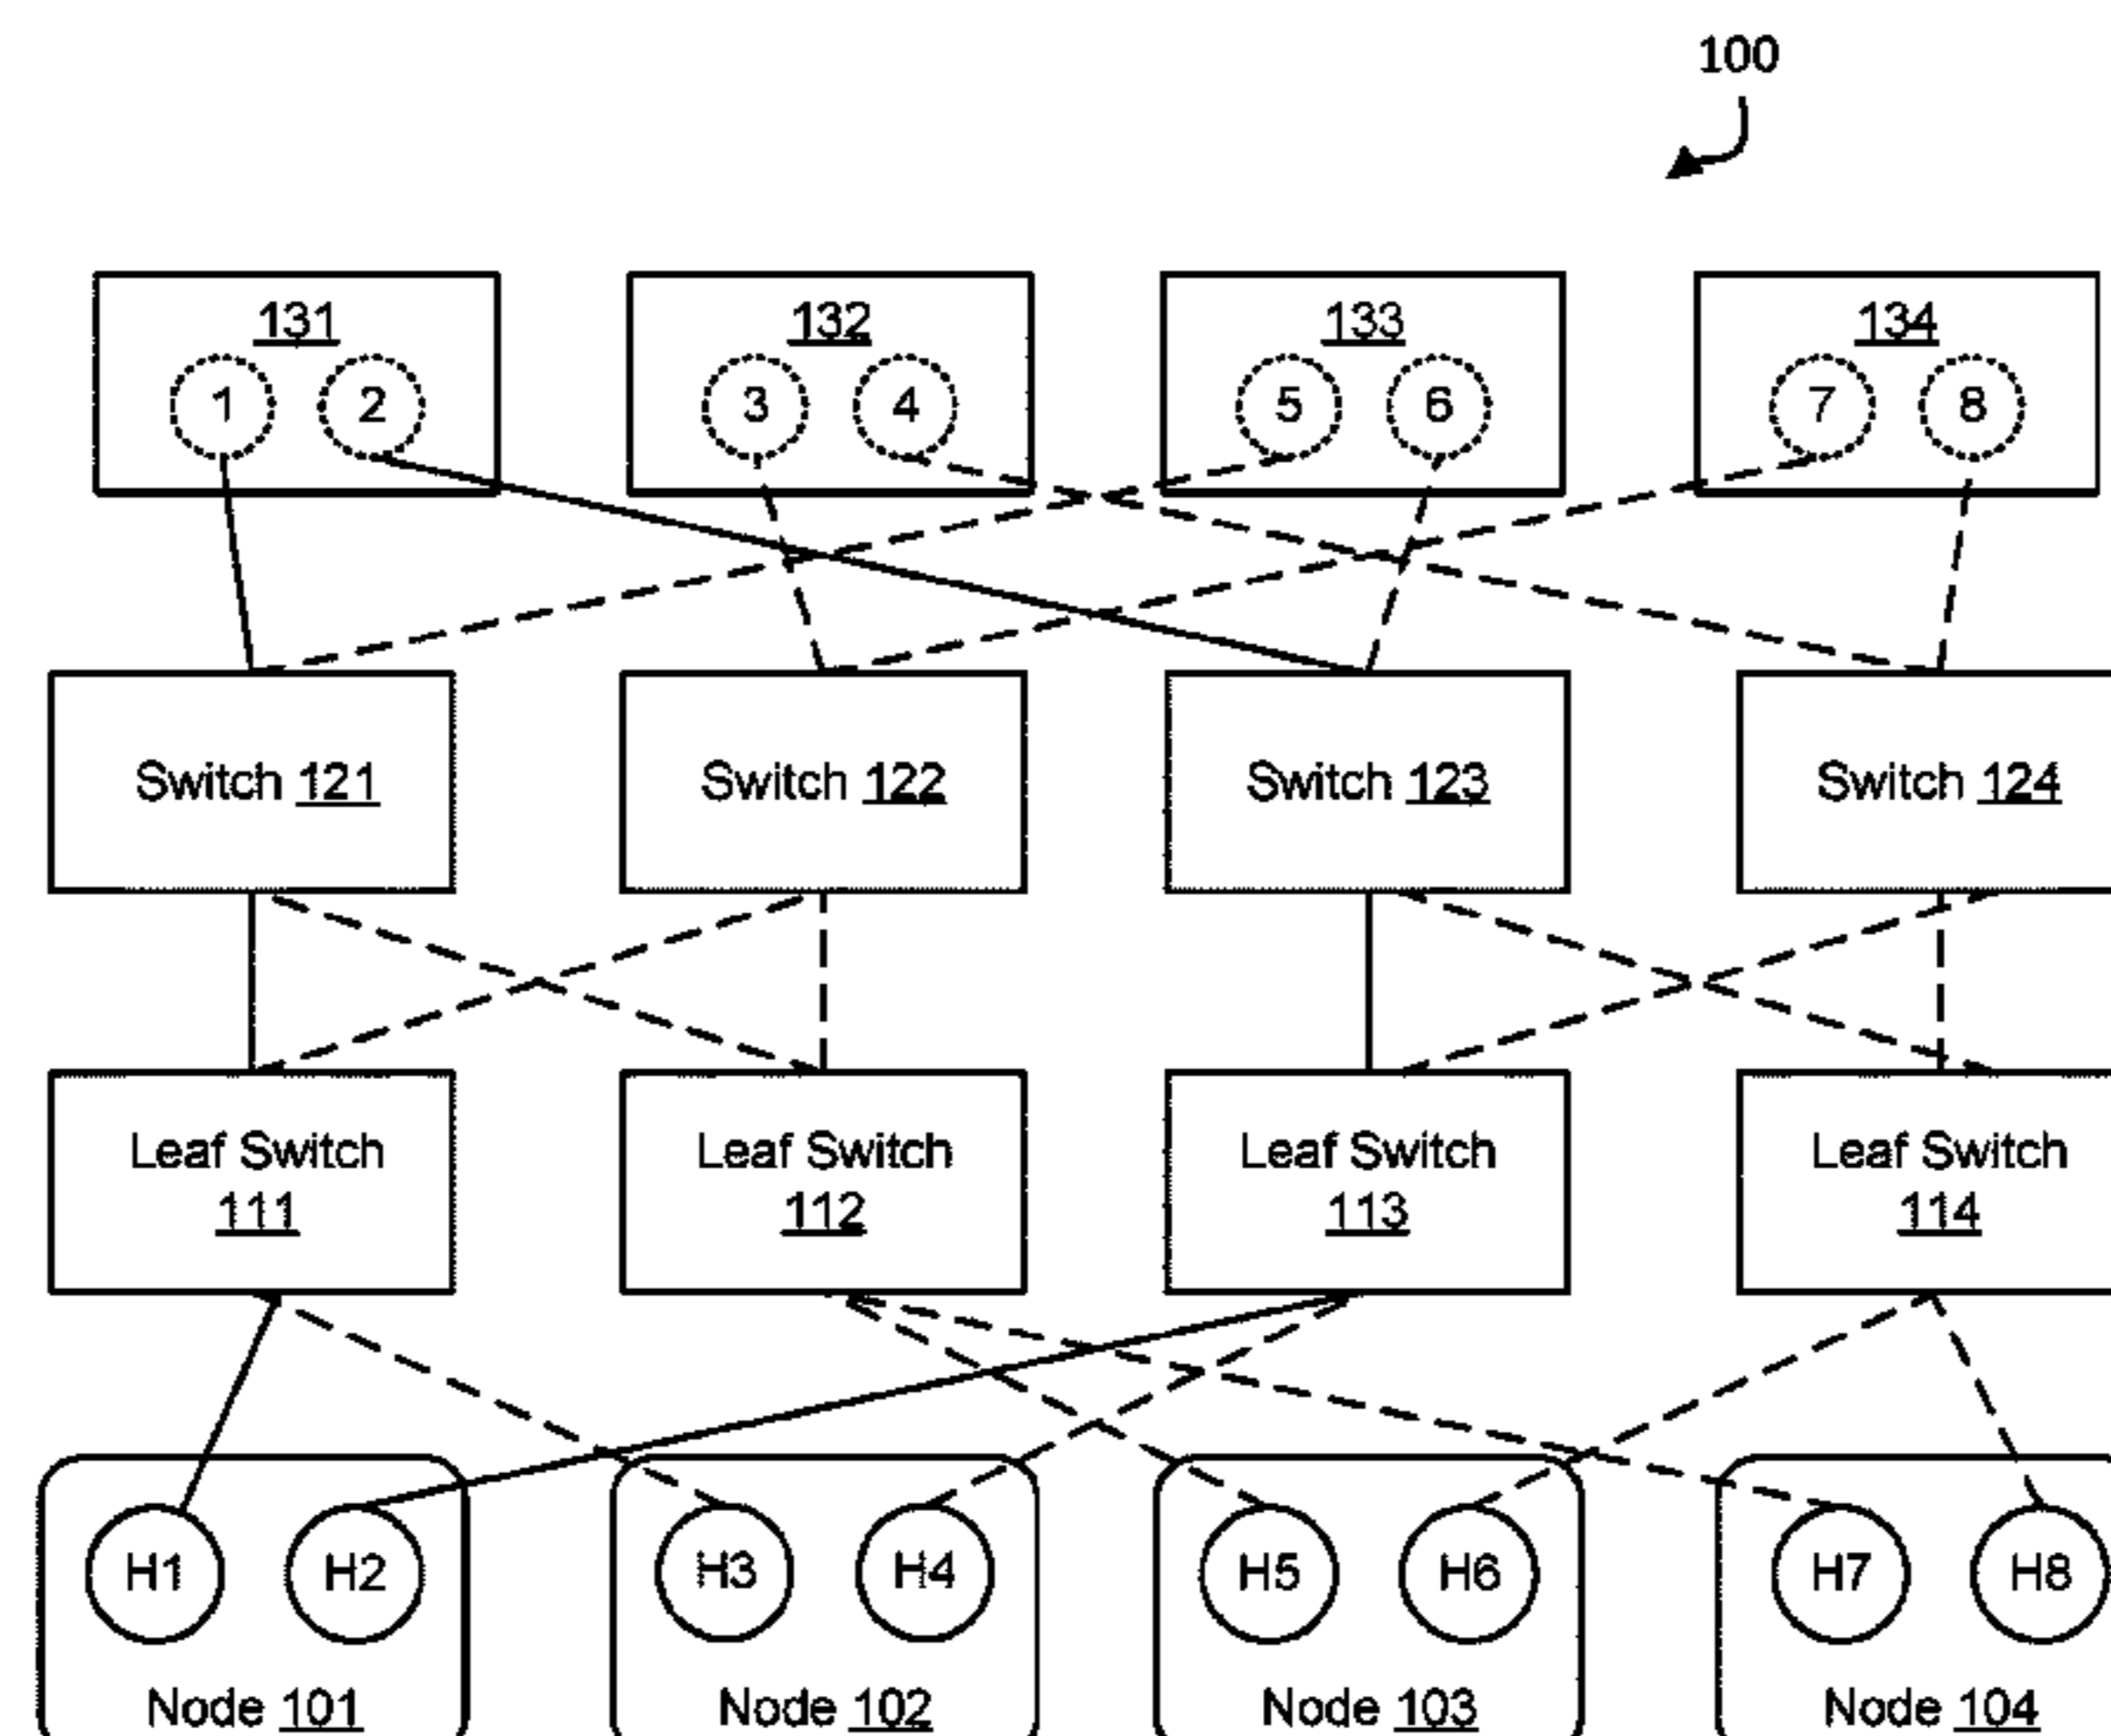 100
131 132 133 134
1 2 3 4 5 6 7 8
Switch 121 Switch 122 Switch 123 Switch 124
Leaf Switch Leaf Switch Leaf Switch Leaf Switch
111 112 113 114
H1 H2 H3 H4 H5 H6 H7 H8
Node 101 Node 102 Node 103 Node 104